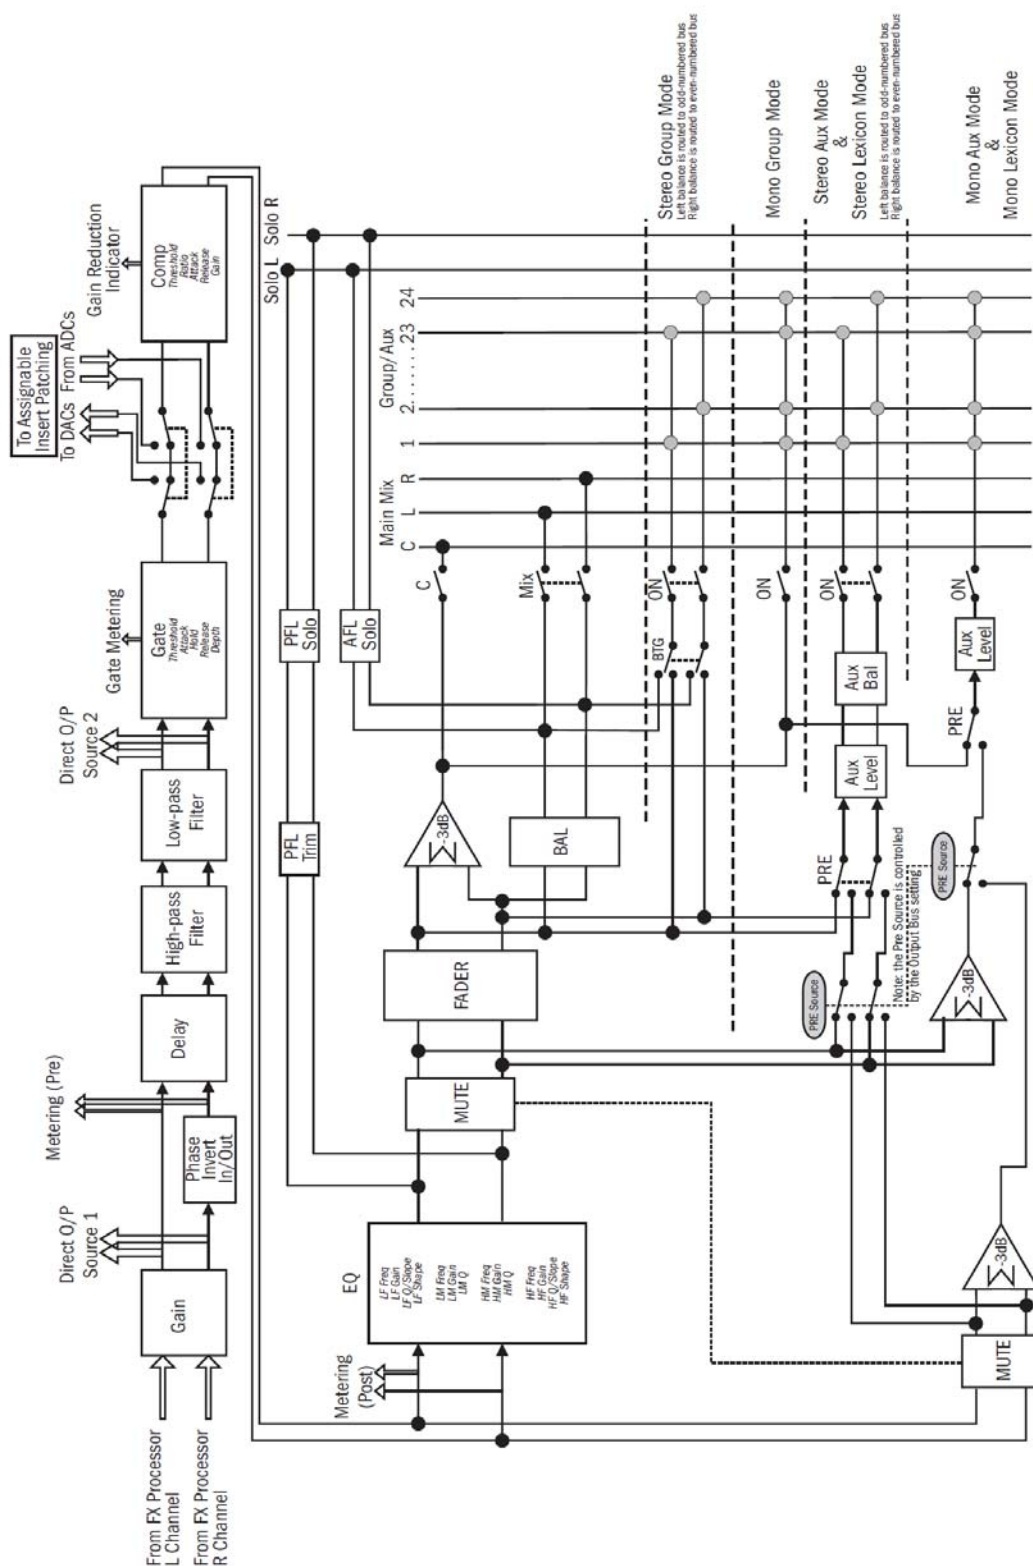 From FX Processor
L Channel
From FX Processor
R Channel
Gain
Direct O/P
Source 1
Phase
Invert
In/Out
Metering (Pre)
Delay
High-pass
Filter
Low-pass
Filter
Direct O/P
Source 2
Gate Metering
Gate
Threshold
Attack
Hold
Release
Depth
To Assignable
Insert Patching
To DACs
From ADCs
Gain Reduction
Indicator
Comp
Threshold
Ratio
Attack
Release
Gain
PFL
Trim
PFL
Solo
AFL
Solo
Solo L
Solo R
Metering
(Post)
EQ
LF Freq
LF Gain
LF Q/Slope
LF Shape
LM Freq
LM Gain
LM Q
HM Freq
HM Gain
HM Q
HF Freq
HF Gain
HF Q/Slope
HF Shape
MUTE
FADER
Σ-3dB
BAL
C
Mix
Main Mix
C
L
R
Group/Aux
1
2.......23
24
BTG
ON
Stereo Group Mode
Left balance is routed to odd-numbered bus
Right balance is routed to even-numbered bus
ON
Mono Group Mode
PRE Source
PRE
Aux
Level
Aux
Bal
ON
Stereo Aux Mode
&
Stereo Lexicon Mode
Left balance is routed to odd-numbered bus
Right balance is routed to even-numbered bus
Note: the Pre Source is controlled
by the Output Bus setting
MUTE
Σ-3dB
Σ-3dB
PRE Source
PRE
Aux
Level
ON
Mono Aux Mode
&
Mono Lexicon Mode